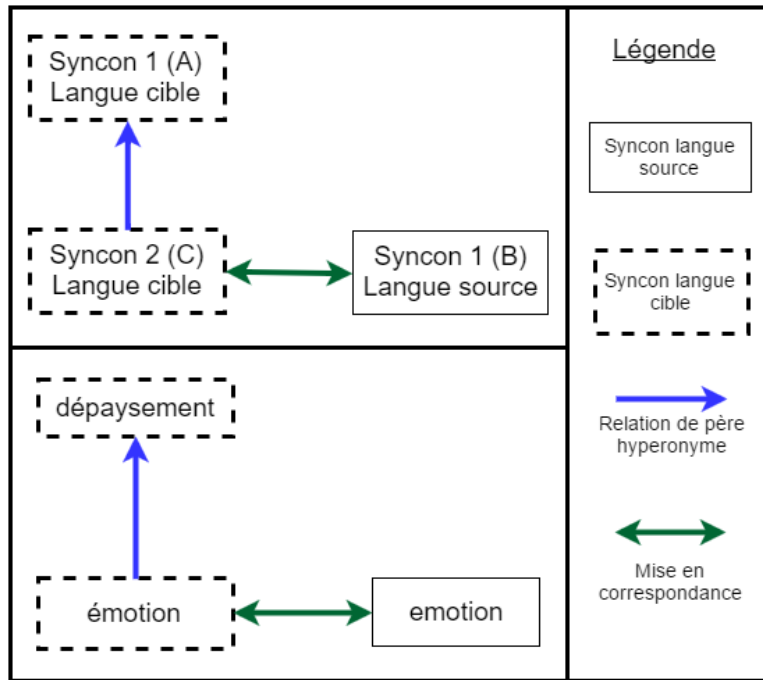 Syncon 1 (A)
Langue cible
Syncon 2 (C)
Langue cible
Syncon 1 (B)
Langue source
dépaysement
émotion
emotion
Légende
Syncon langue
source
Syncon langue
cible
Relation de père
hyperonyme
Mise en
correspondance